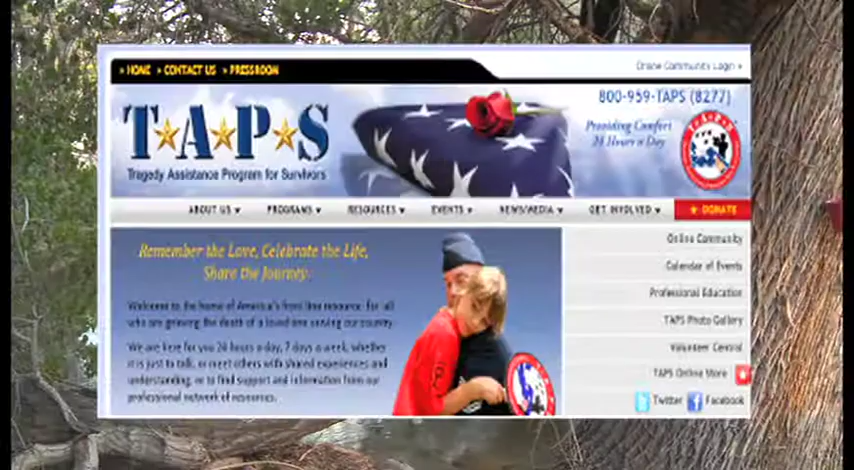 » HOME » CONTACT US » PRESSROOM
Online Community Login »
800-959-TAPS (8277)
T★A★P★S
Providing Comfort
24 Hours a Day
TAPS
Tragedy Assistance Program for Survivors
ABOUT US ▼ PROGRAMS ▼ RESOURCES ▼ EVENTS ▼ NEWS/MEDIA ▼ GET INVOLVED ▼ ★ DONATE
Remember the Love, Celebrate the Life,
Share the Journey
Welcome to the home of America's front line resource for all
who are grieving the death of a loved one serving our country.
We are here for you 24 hours a day, 7 days a week, whether
it is just to talk, or meet others with shared experiences and
understanding, or to find support and information from our
professional network of resources.
Online Community
Calendar of Events
Professional Education
TAPS Photo Gallery
Volunteer Central
TAPS Online Store
Twitter Facebook